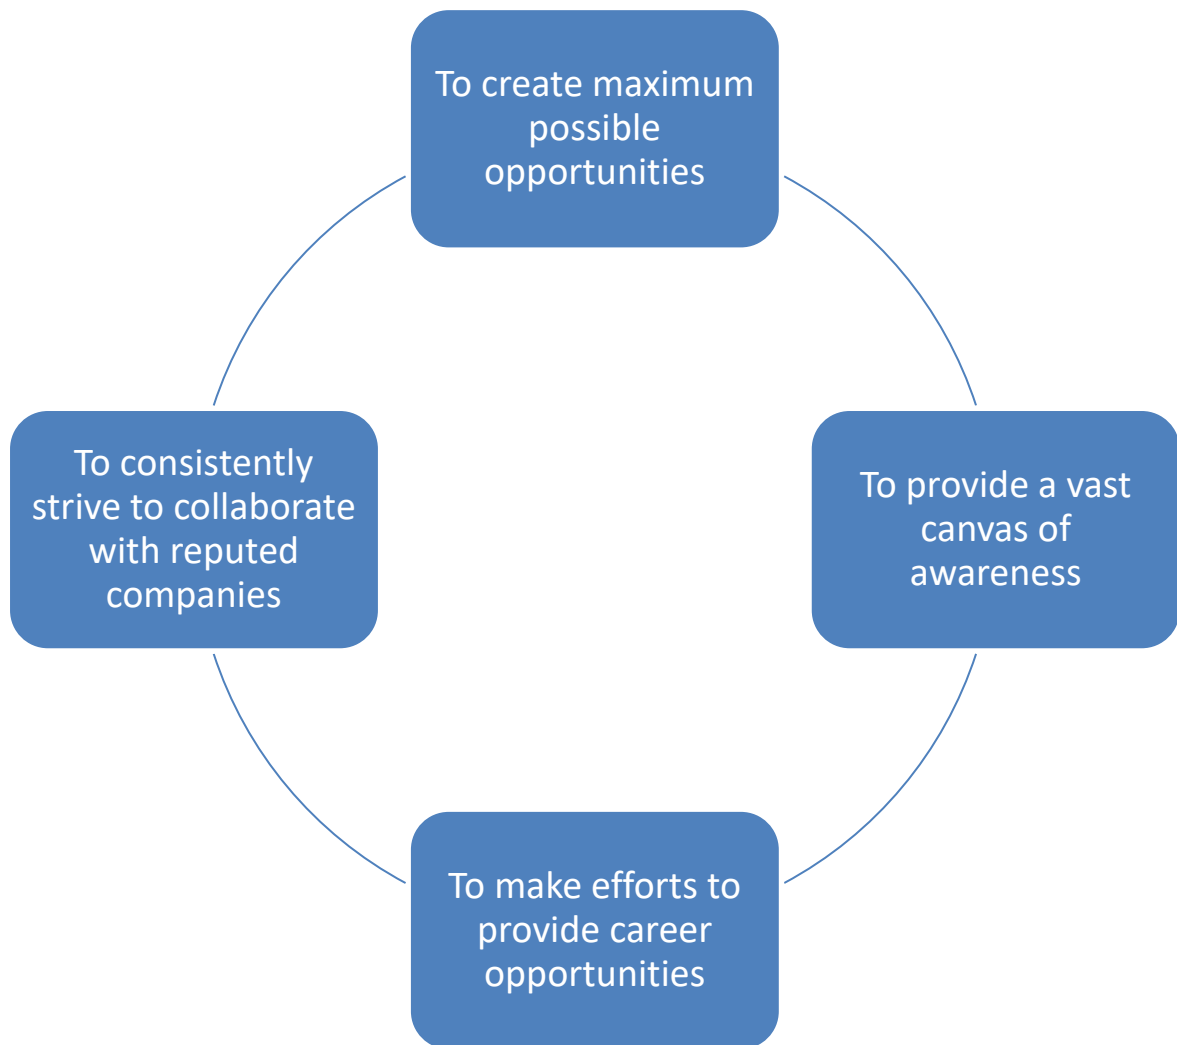 To create maximum
possible
opportunities
To provide a vast
canvas of
awareness
To make efforts to
provide career
opportunities
To consistently
strive to collaborate
with reputed
companies